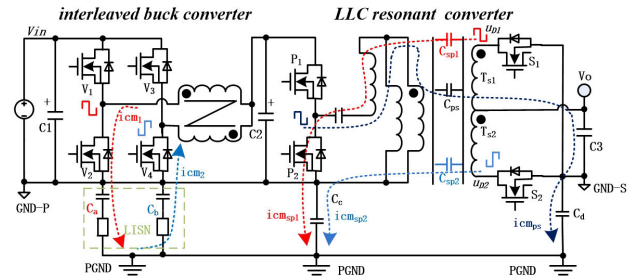 interleaved buck converter
LLC resonant converter
Vin
V1
V3
icm1
C1
V2
V4
icm2
C2
P1
P2
Csp1
Cps
Csp2
uD1
S1
Ts1
Ts2
Vo
C3
uD2
S2
GND-P
GND-S
Ca
Cb
LISN
icmsp1
Cc
icmsp2
icmps
Cd
PGND
PGND
PGND